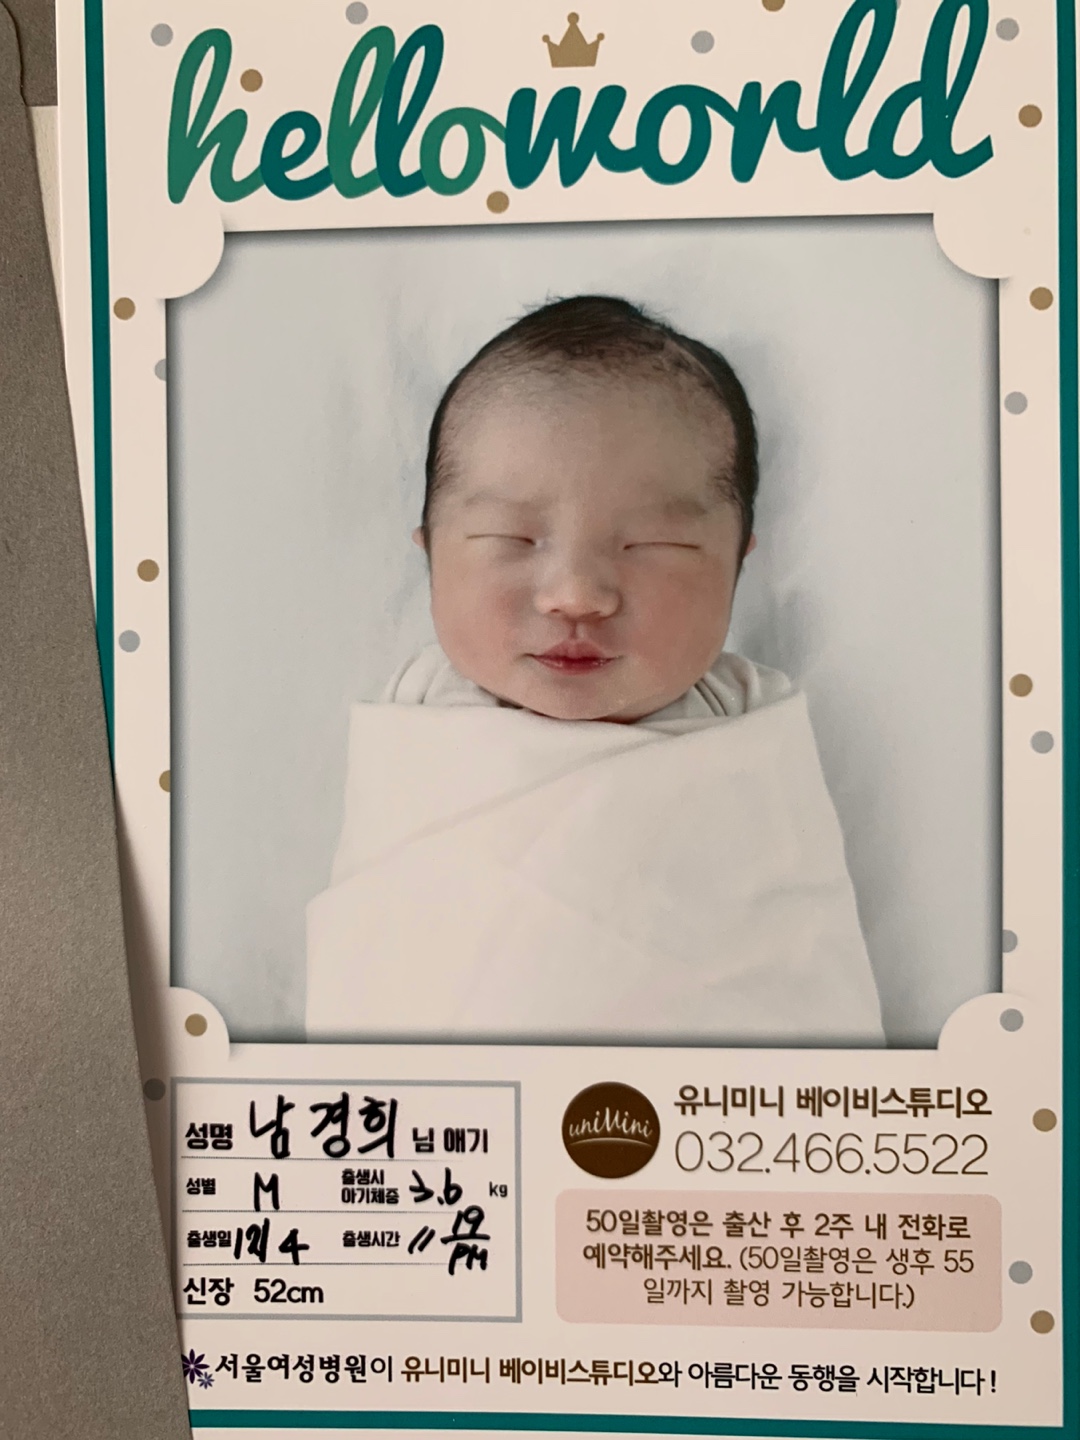 helloworld
성명 남경희 님 애기
성별 M 출생시 아기체중 3.6 kg
출생일 12/4 출생시간 11 19 PM
신장 52cm
uniMini
유니미니 베이비스튜디오
032.466.5522
50일촬영은 출산 후 2주 내 전화로
예약해주세요. (50일촬영은 생후 55
일까지 촬영 가능합니다.)
서울여성병원이 유니미니 베이비스튜디오와 아름다운 동행을 시작합니다!